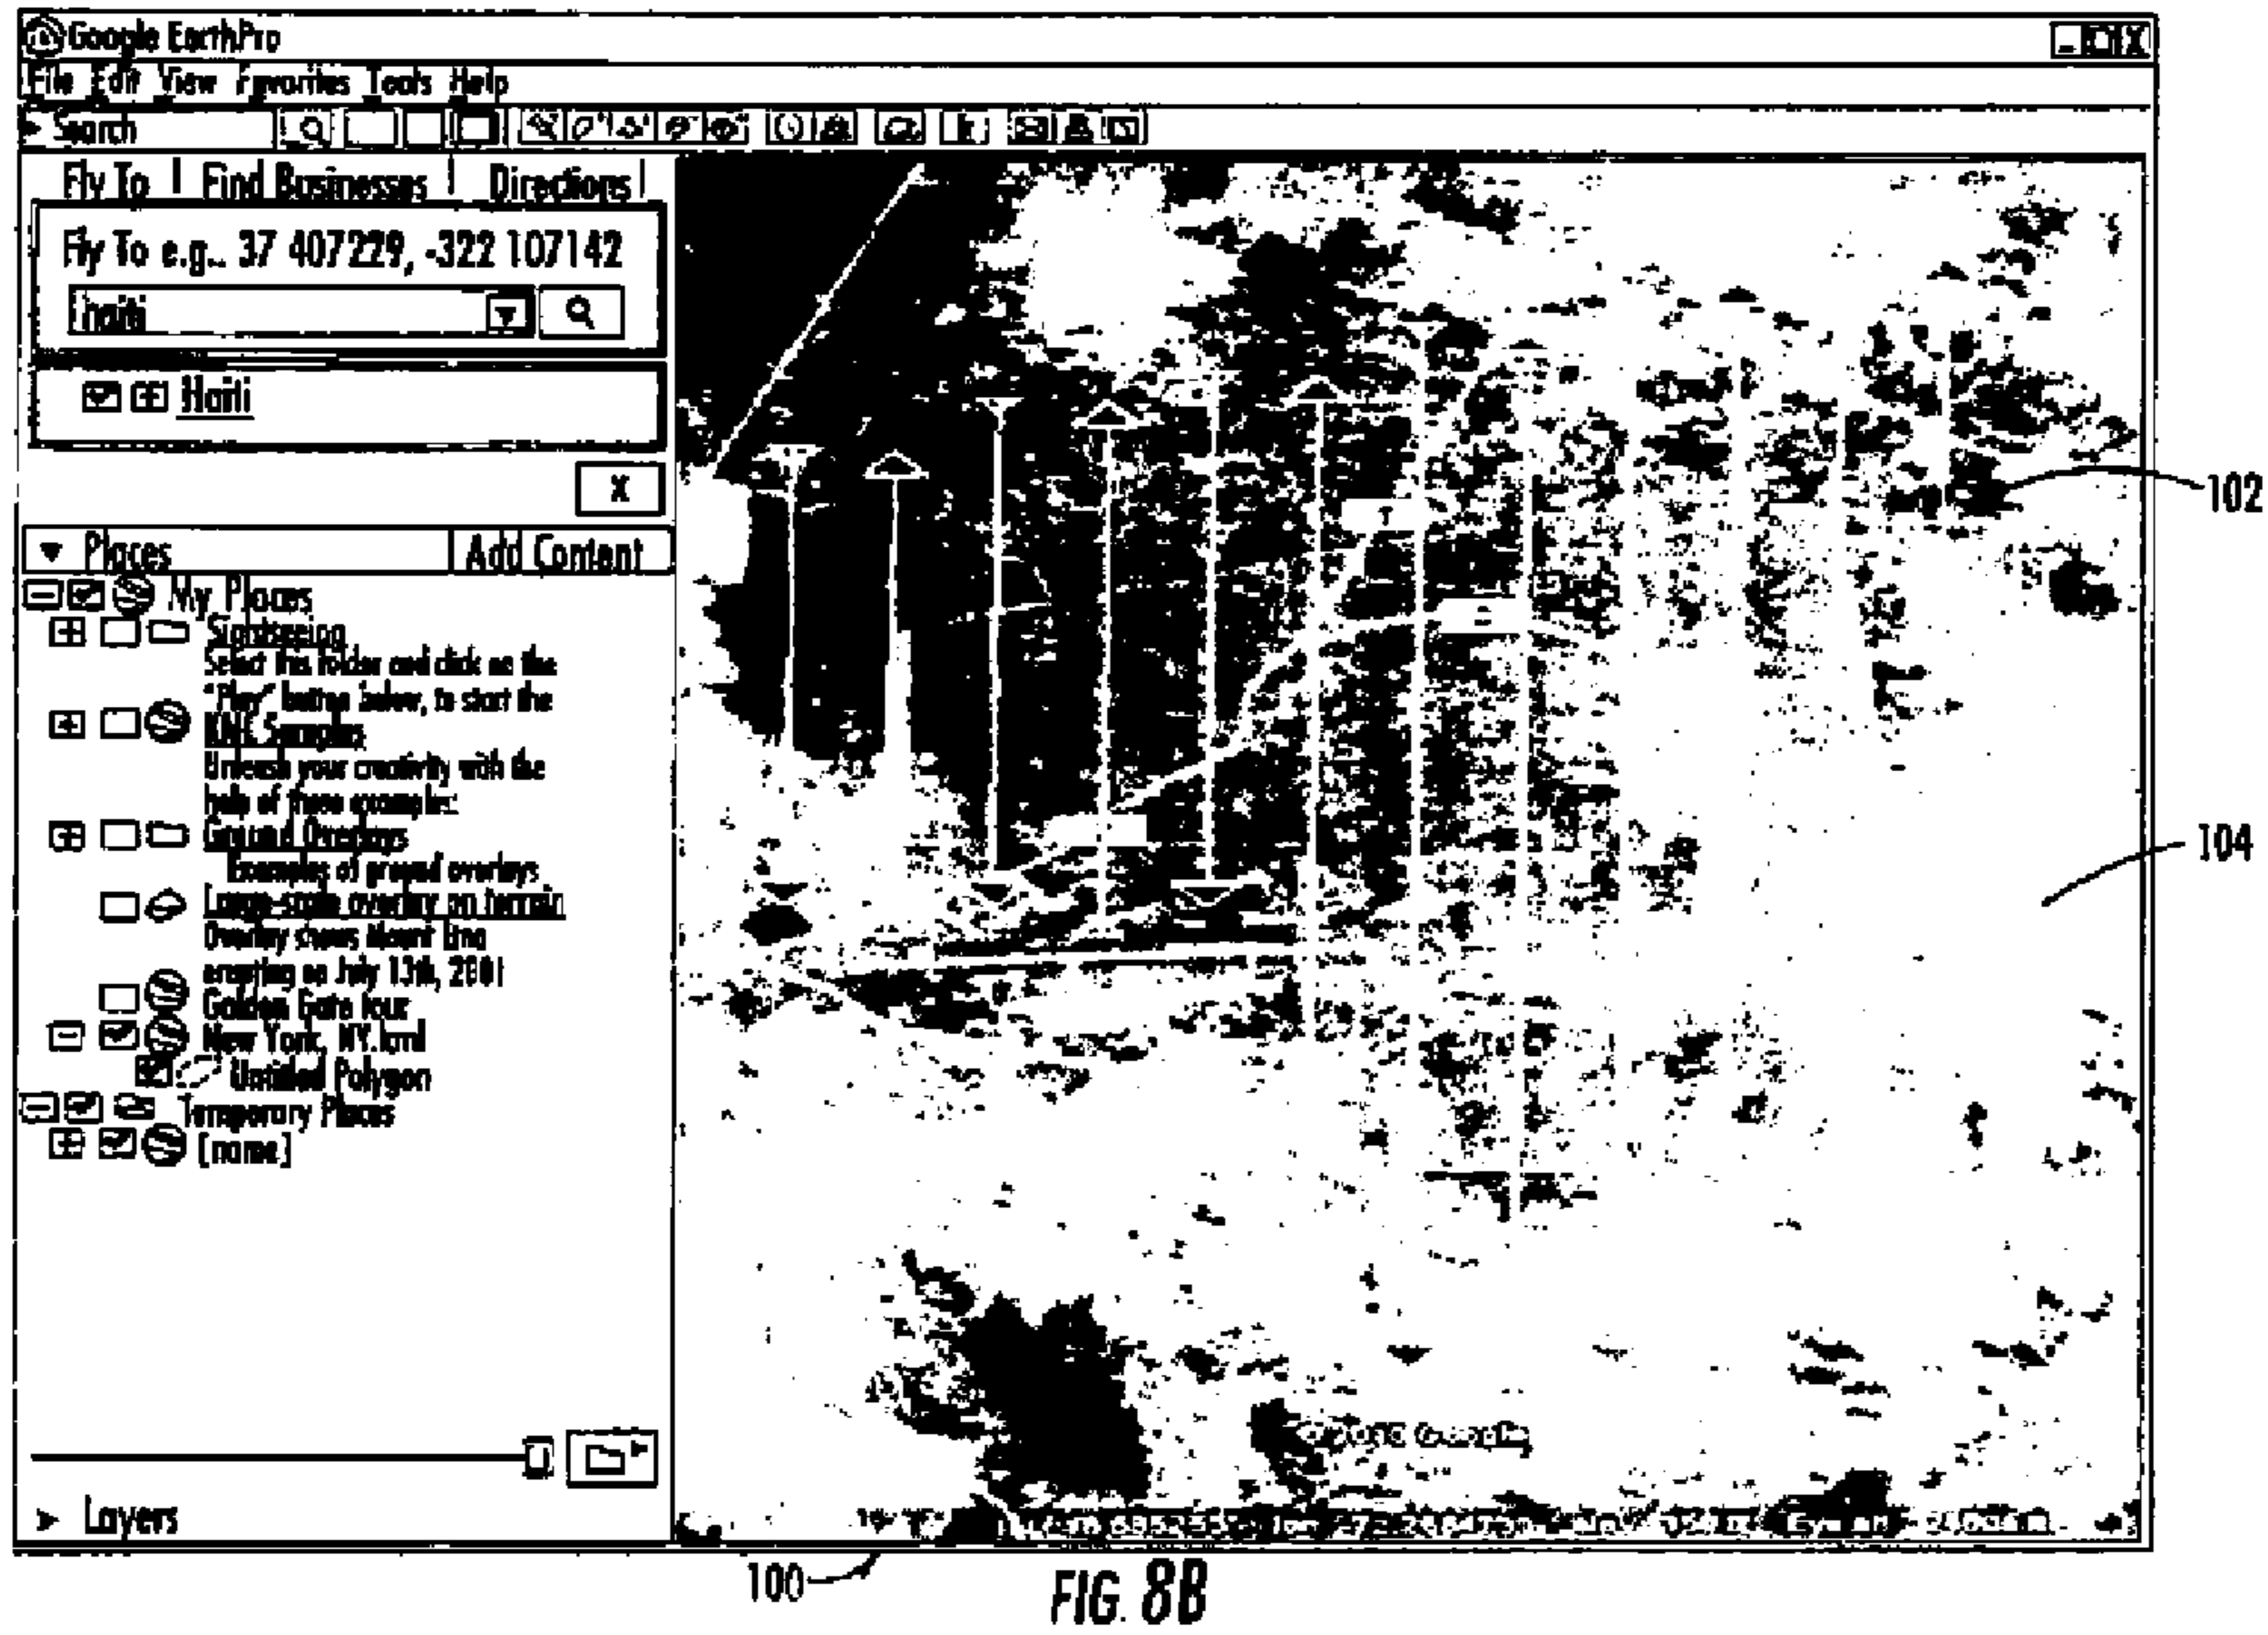 Google EarthPro
File Edit View Favorites Tools Help
Search
Fly To Find Businesses Directions
Fly To e.g.. 37 407229, -322 107142
haiti
Haiti
X
Places Add Content
My Places
Sightseeing
Select this folder and click on the
"Play" button below, to start the
KML Samples
Unleash your creativity with the
help of these examples
Ground Overlays
Examples of ground overlays
Large-scale overlay on terrain
Overlay shows Mount Etna
erupting on July 13th, 2001
Golden Gate tour
New York, NY.kml
Untitled Polygon
Temporary Places
[name]
Layers
102
104
100
FIG. 8B